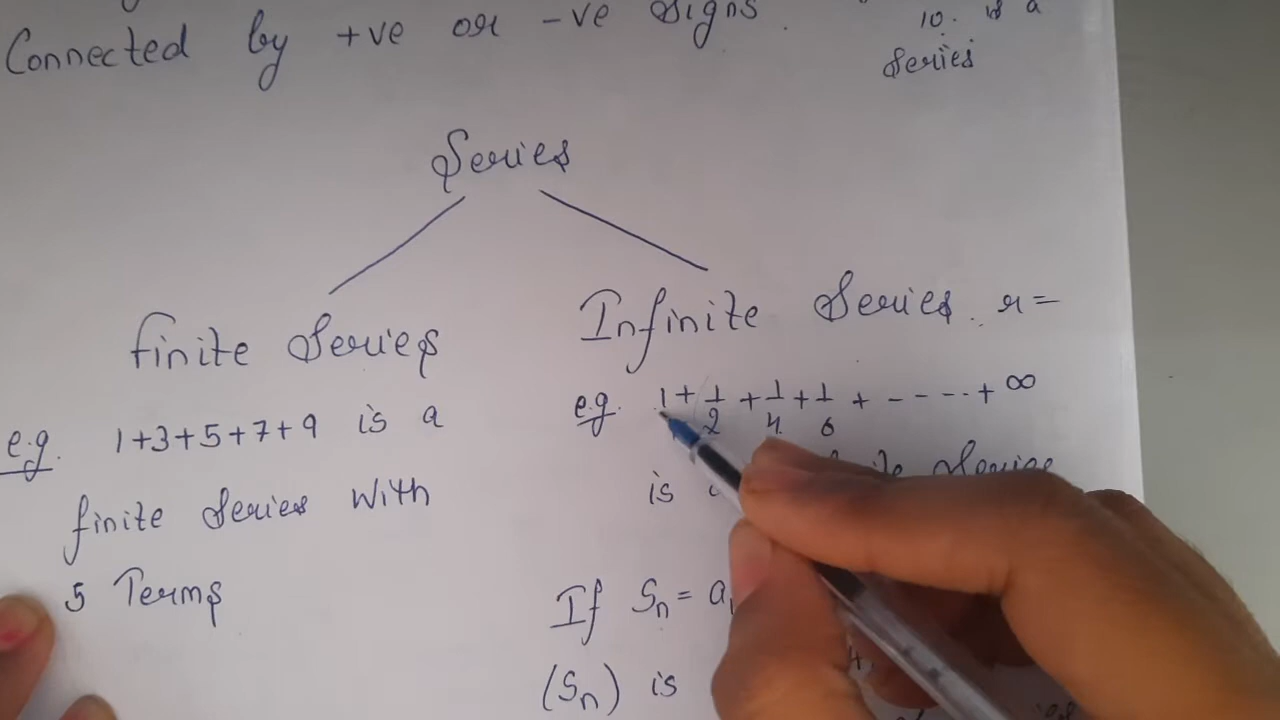 Connected by +ve or -ve Signs.
10. is a
Series
Series
Finite Series
e.g. 1+3+5+7+9 is a
finite Series With
5 Terms
Infinite Series r=
e.g. 1 + 1/2 + 1/4 + 1/6 + - - - - - + ∞
is Series
If Sn = a
(Sn) is